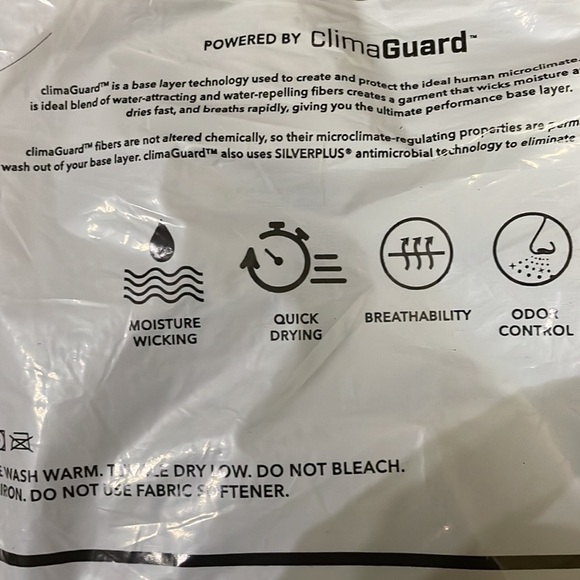 POWERED BY ClimaGuard™
climaGuard™ is a base layer technology used to create and protect the ideal human microclimate.
is ideal blend of water-attracting and water-repelling fibers creates a garment that wicks moisture a
dries fast, and breaths rapidly, giving you the ultimate performance base layer.
climaGuard™ fibers are not altered chemically, so their microclimate-regulating properties are perm
wash out of your base layer. climaGuard™ also uses SILVERPLUS® antimicrobial technology to eliminate
MOISTURE WICKING
QUICK DRYING
BREATHABILITY
ODOR CONTROL
E WASH WARM. TUMBLE DRY LOW. DO NOT BLEACH.
IRON. DO NOT USE FABRIC SOFTENER.